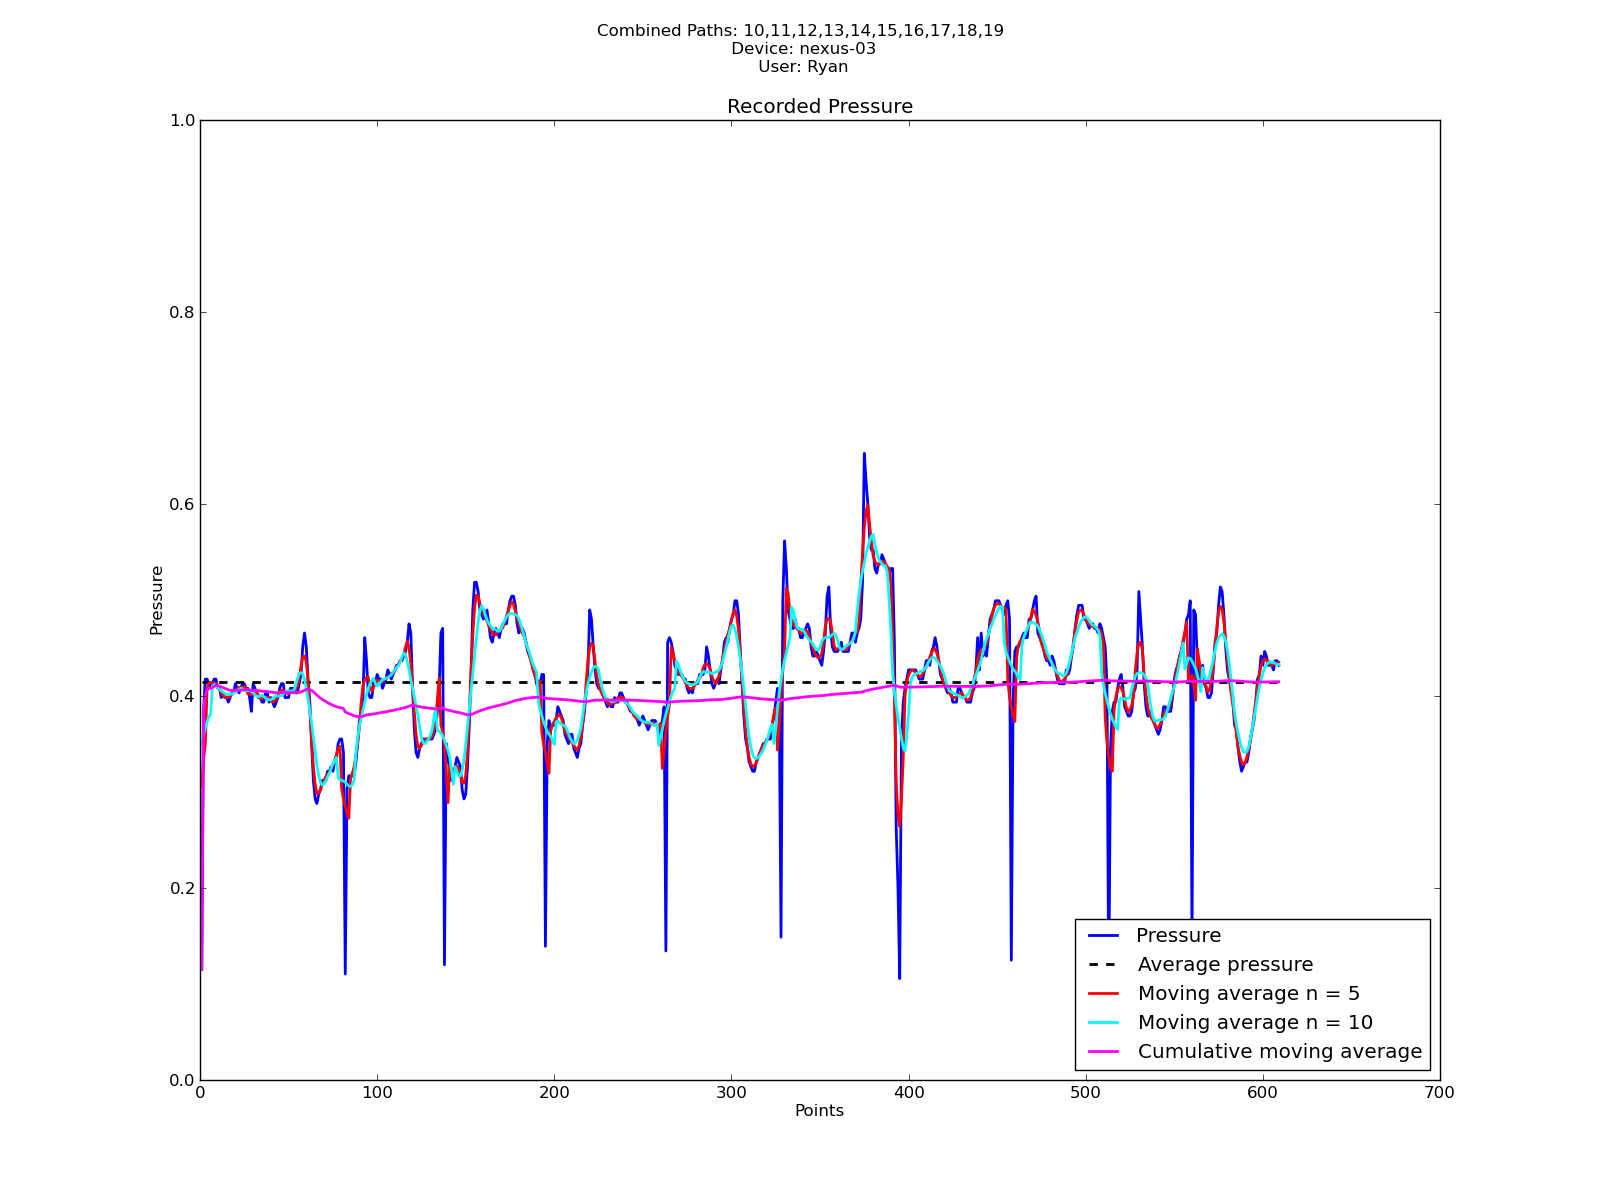 Combined Paths: 10,11,12,13,14,15,16,17,18,19
Device: nexus-03
User: Ryan
Recorded Pressure
1.0
0.8
0.6
0.4
0.2
0.0
Pressure
0 100 200 300 400 500 600 700
Points
Pressure
Average pressure
Moving average n = 5
Moving average n = 10
Cumulative moving average